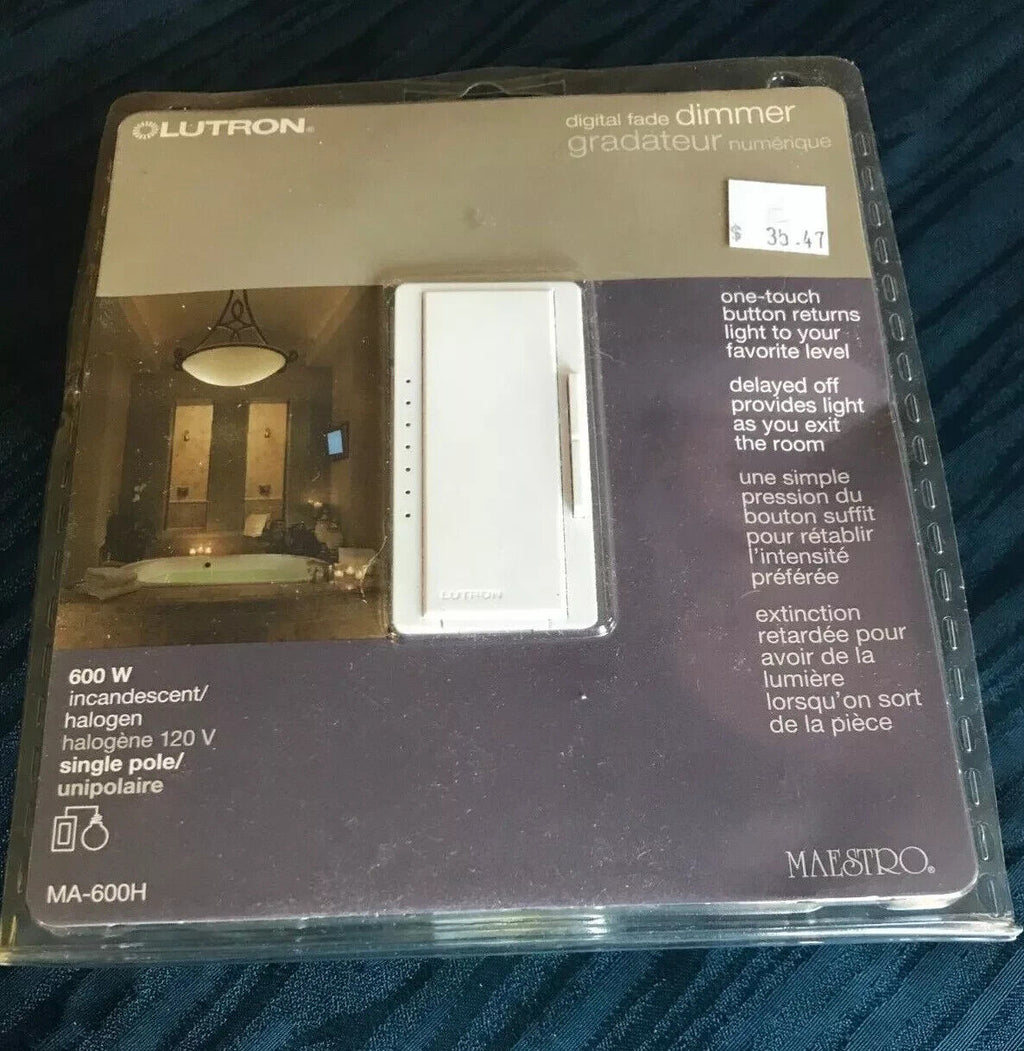 LUTRON®
digital fade dimmer
gradateur numérique
$ 35.47
one-touch
button returns
light to your
favorite level
delayed off
provides light
as you exit
the room
une simple
pression du
bouton suffit
pour rétablir
l'intensité
préférée
extinction
retardée pour
avoir de la
lumière
lorsqu'on sort
de la pièce
LUTRON
600 W
incandescent/
halogen
halogène 120 V
single pole/
unipolaire
MA-600H
MAESTRO®